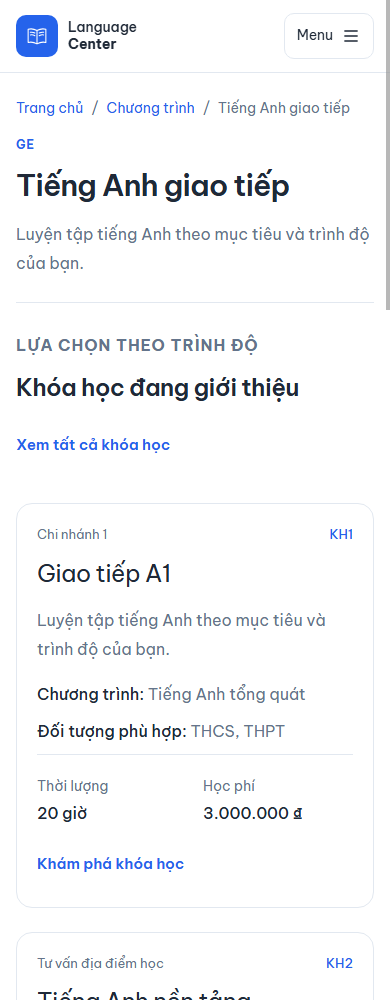 Language
Center
Menu
Trang chủ / Chương trình / Tiếng Anh giao tiếp
GE
Tiếng Anh giao tiếp
Luyện tập tiếng Anh theo mục tiêu và trình độ
của bạn.
LỰA CHỌN THEO TRÌNH ĐỘ
Khóa học đang giới thiệu
Xem tất cả khóa học
Chi nhánh 1 KH1
Giao tiếp A1
Luyện tập tiếng Anh theo mục tiêu và
trình độ của bạn.
Chương trình: Tiếng Anh tổng quát
Đối tượng phù hợp: THCS, THPT
Thời lượng Học phí
20 giờ 3.000.000 ₫
Khám phá khóa học
Tư vấn địa điểm học KH2
Tiếng Anh nền tảng